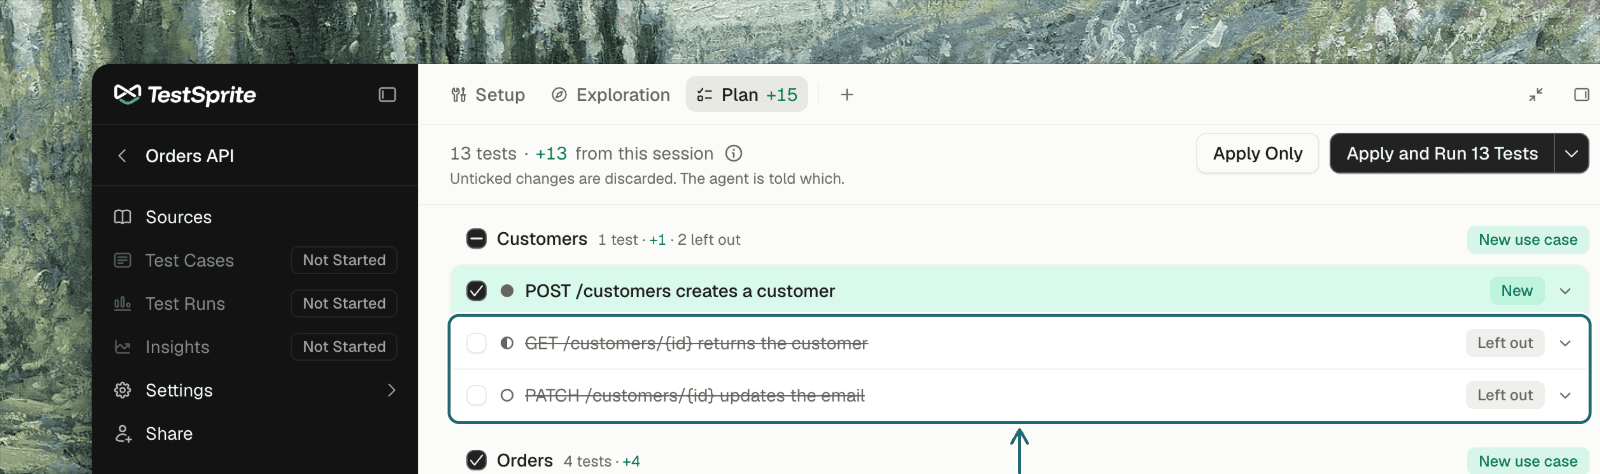 TestSprite
Setup
Exploration
Plan +15
Orders API
13 tests · +13 from this session
Apply Only
Apply and Run 13 Tests
Unticked changes are discarded. The agent is told which.
Sources
Test Cases Not Started
Test Runs Not Started
Insights Not Started
Settings
Share
Customers 1 test · +1 · 2 left out New use case
POST /customers creates a customer New
GET /customers/{id} returns the customer Left out
PATCH /customers/{id} updates the email Left out
Orders 4 tests · +4 New use case